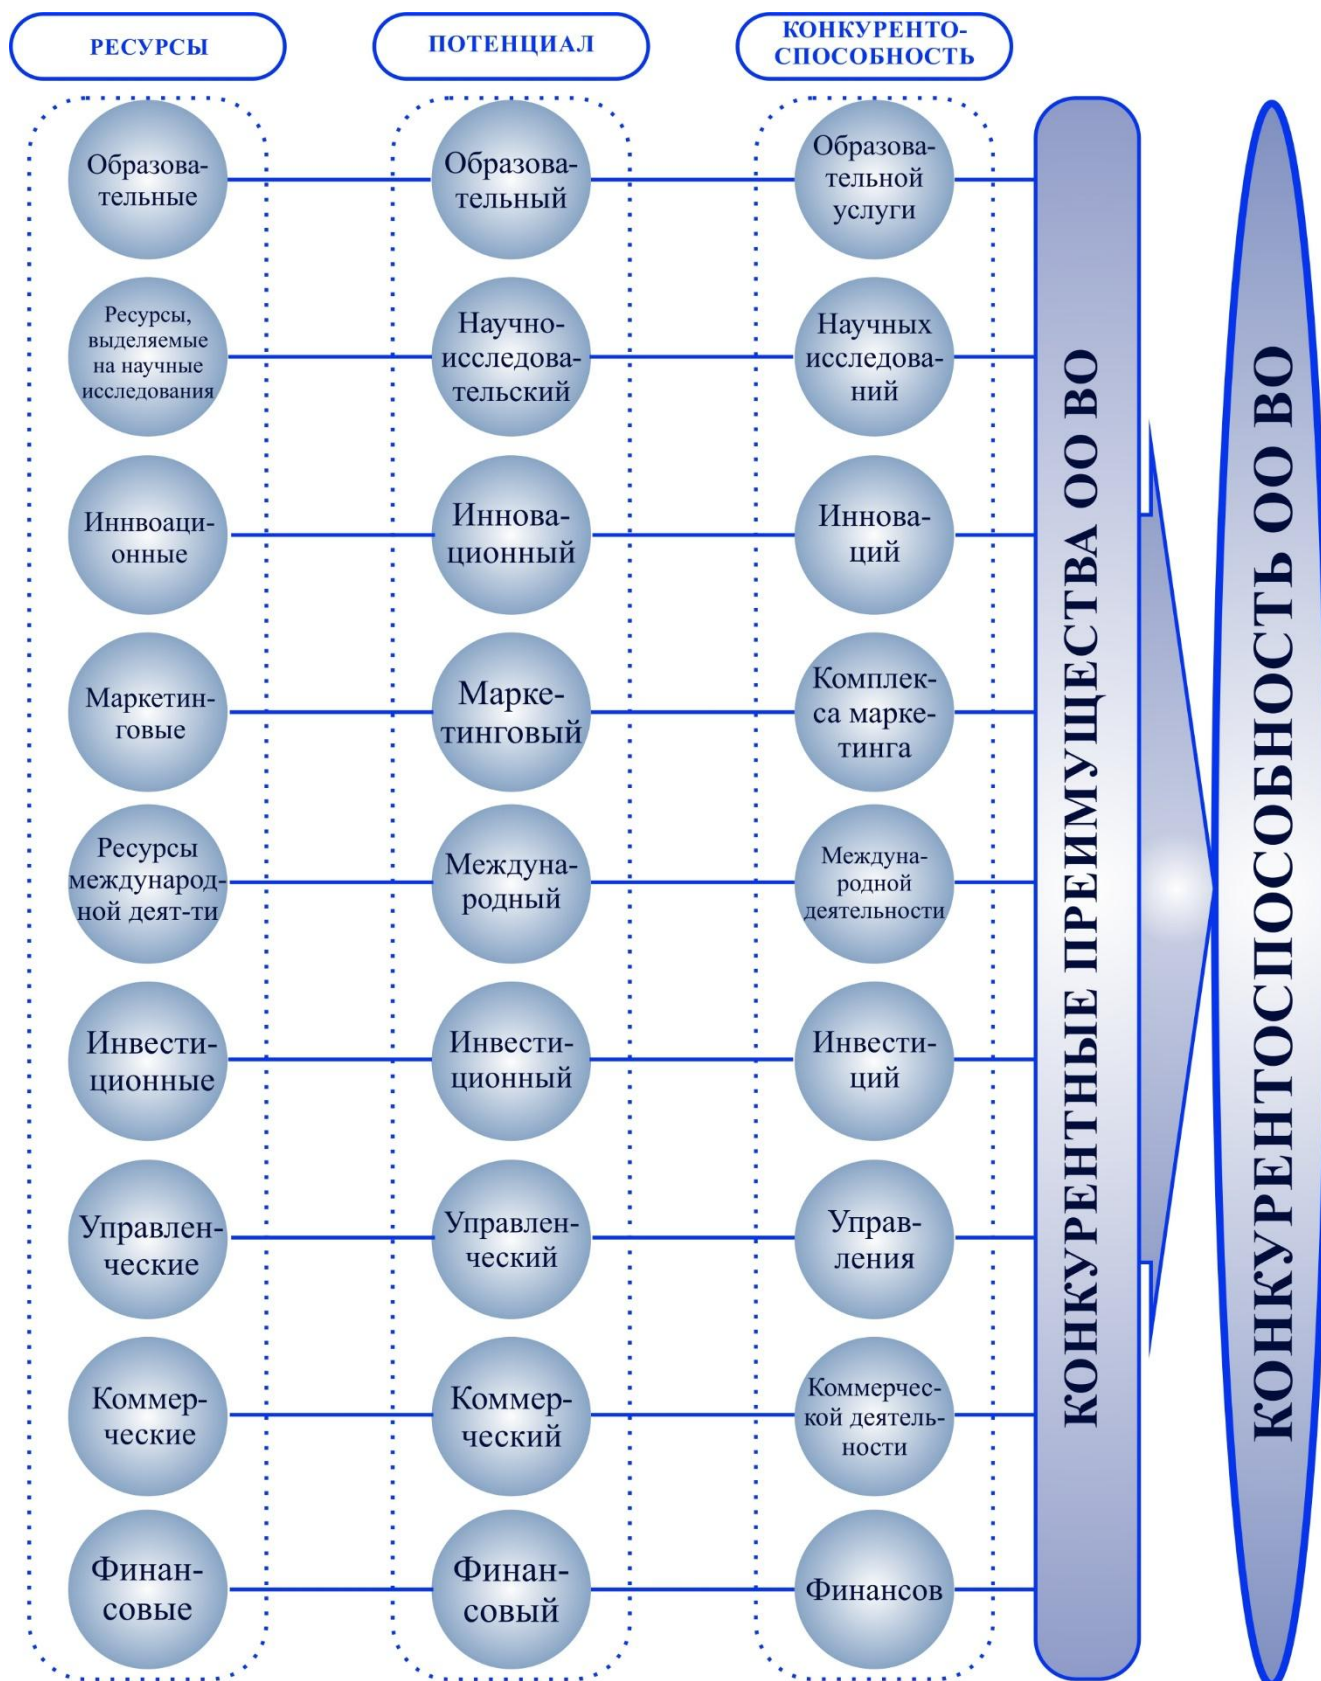 РЕСУРСЫ
ПОТЕНЦИАЛ
КОНКУРЕНТО-
СПОСОБНОСТЬ
Образова-
тельные
Образова-
тельный
Образова-
тельной
услуги
Ресурсы,
выделяемые
на научные
исследования
Научно-
исследова-
тельский
Научных
исследова-
ний
Иннвоаци-
онные
Иннова-
ционный
Иннова-
ций
Маркетин-
говые
Марке-
тинговый
Комплек-
са марке-
тинга
Ресурсы
международ-
ной деят-ти
Междуна-
родный
Междуна-
родной
деятельности
Инвести-
ционные
Инвести-
ционный
Инвести-
ций
Управлен-
ческие
Управлен-
ческий
Управ-
ления
Коммер-
ческие
Коммер-
ческий
Коммерчес-
кой деятель-
ности
Финан-
совые
Финан-
совый
Финансов
КОНКУРЕНТНЫЕ ПРЕИМУЩЕСТВА ОО ВО
КОНКУРЕНТОСПОСОБНОСТЬ ОО ВО